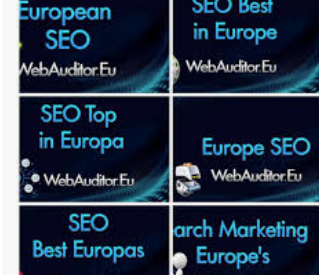 European
SEO
WebAuditor.Eu
SEO Best
in Europe
WebAuditor.Eu
SEO Top
in Europa
WebAuditor.Eu
Europe SEO
WebAuditor.Eu
SEO
Best Europas
arch Marketing
Europe's